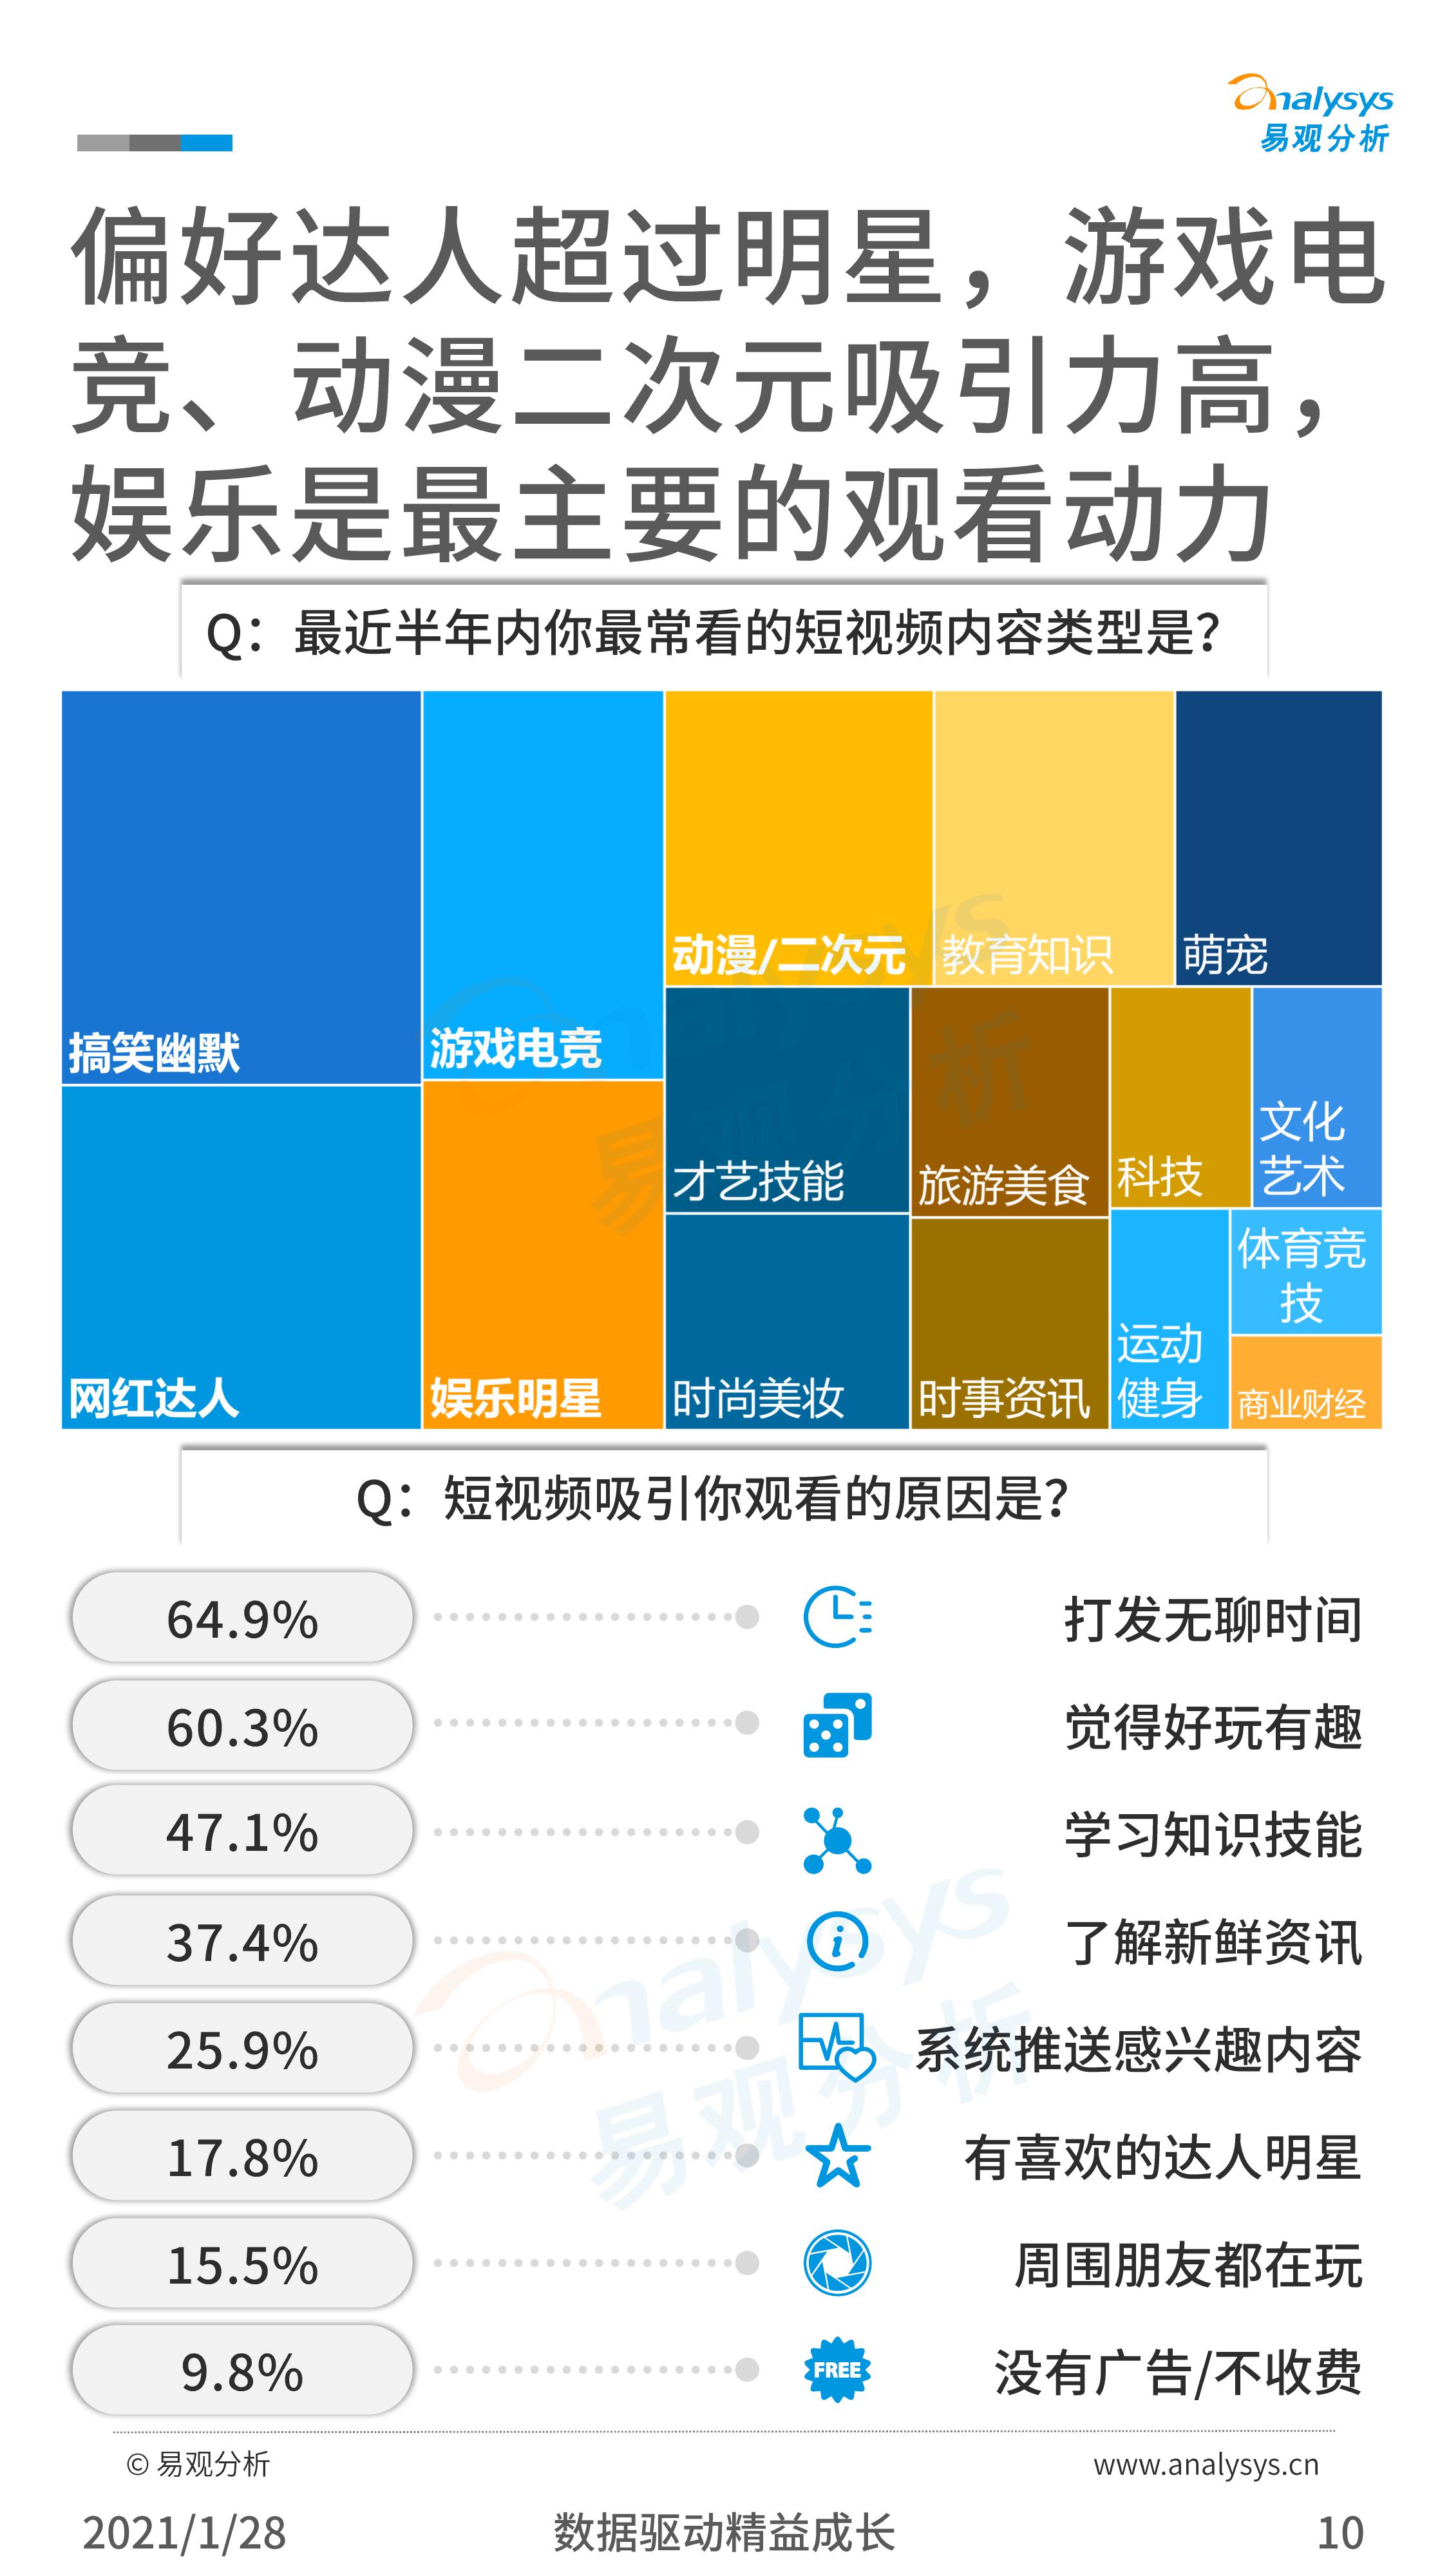 analysys
易观分析
偏好达人超过明星，游戏电
竞、动漫二次元吸引力高，
娱乐是最主要的观看动力
Q：最近半年内你最常看的短视频内容类型是？
搞笑幽默
游戏电竞
动漫/二次元
教育知识
萌宠
网红达人
娱乐明星
才艺技能
旅游美食
科技
文化
艺术
时尚美妆
时事资讯
运动
健身
体育竞
技
商业财经
analysys
易观分析
Q：短视频吸引你观看的原因是？
64.9% 打发无聊时间
60.3% 觉得好玩有趣
47.1% 学习知识技能
37.4% 了解新鲜资讯
25.9% 系统推送感兴趣内容
17.8% 有喜欢的达人明星
15.5% 周围朋友都在玩
9.8% FREE 没有广告/不收费
analysys
易观分析
© 易观分析 www.analysys.cn
2021/1/28 数据驱动精益成长 10